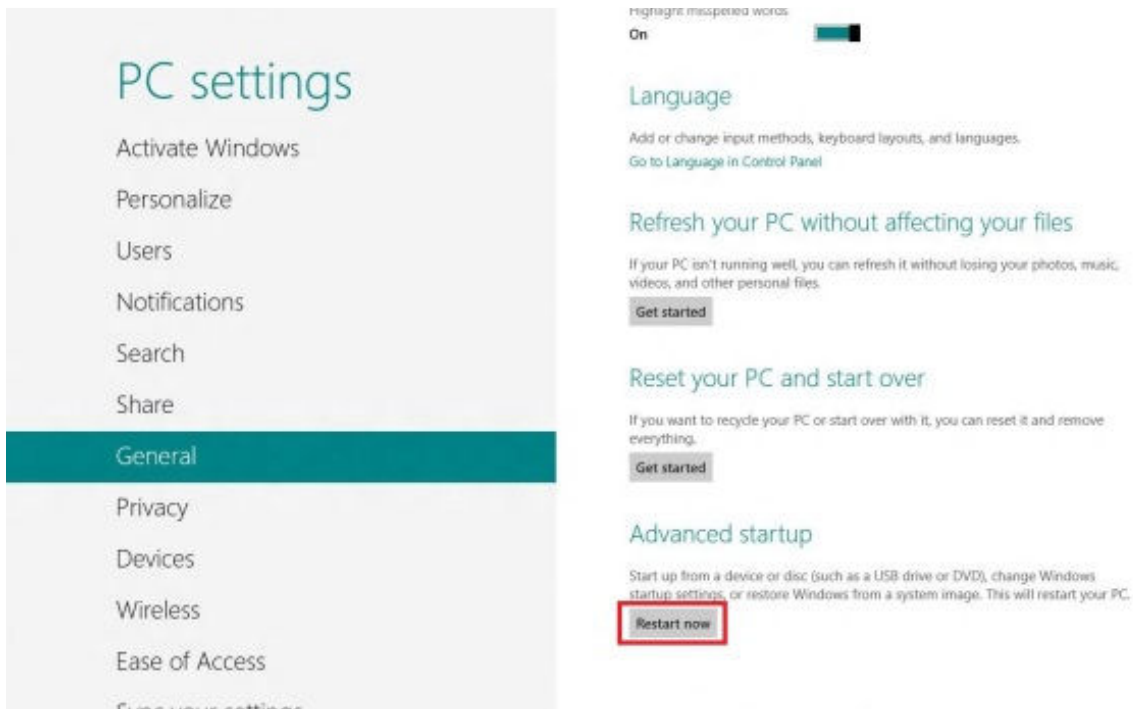 PC settings
Activate Windows
Personalize
Users
Notifications
Search
Share
General
Privacy
Devices
Wireless
Ease of Access
Sync your settings
Highlight misspelled words
On
Language
Add or change input methods, keyboard layouts, and languages.
Go to Language in Control Panel
Refresh your PC without affecting your files
If your PC isn't running well, you can refresh it without losing your photos, music,
videos, and other personal files.
Get started
Reset your PC and start over
If you want to recycle your PC or start over with it, you can reset it and remove
everything.
Get started
Advanced startup
Start up from a device or disc (such as a USB drive or DVD), change Windows
startup settings, or restore Windows from a system image. This will restart your PC.
Restart now